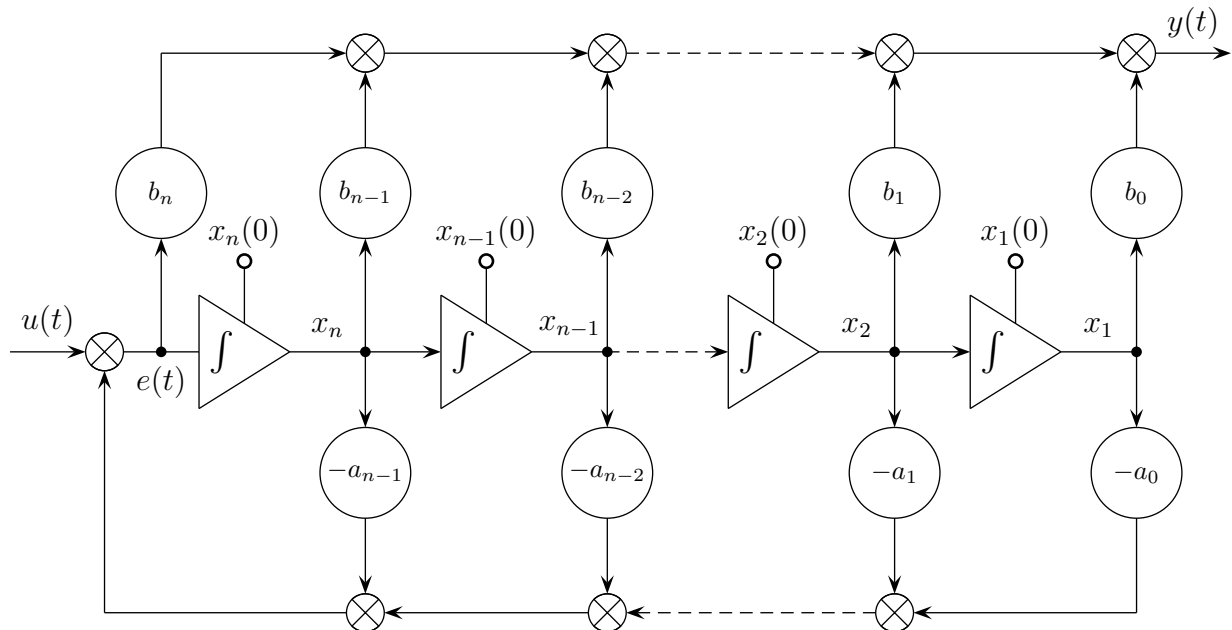 y(t)
b_n
b_{n−1}
b_{n−2}
b_1
b_0
x_n(0)
x_{n−1}(0)
x_2(0)
x_1(0)
u(t)
x_n
x_{n−1}
x_2
x_1
∫
∫
∫
∫
e(t)
−a_{n−1}
−a_{n−2}
−a_1
−a_0